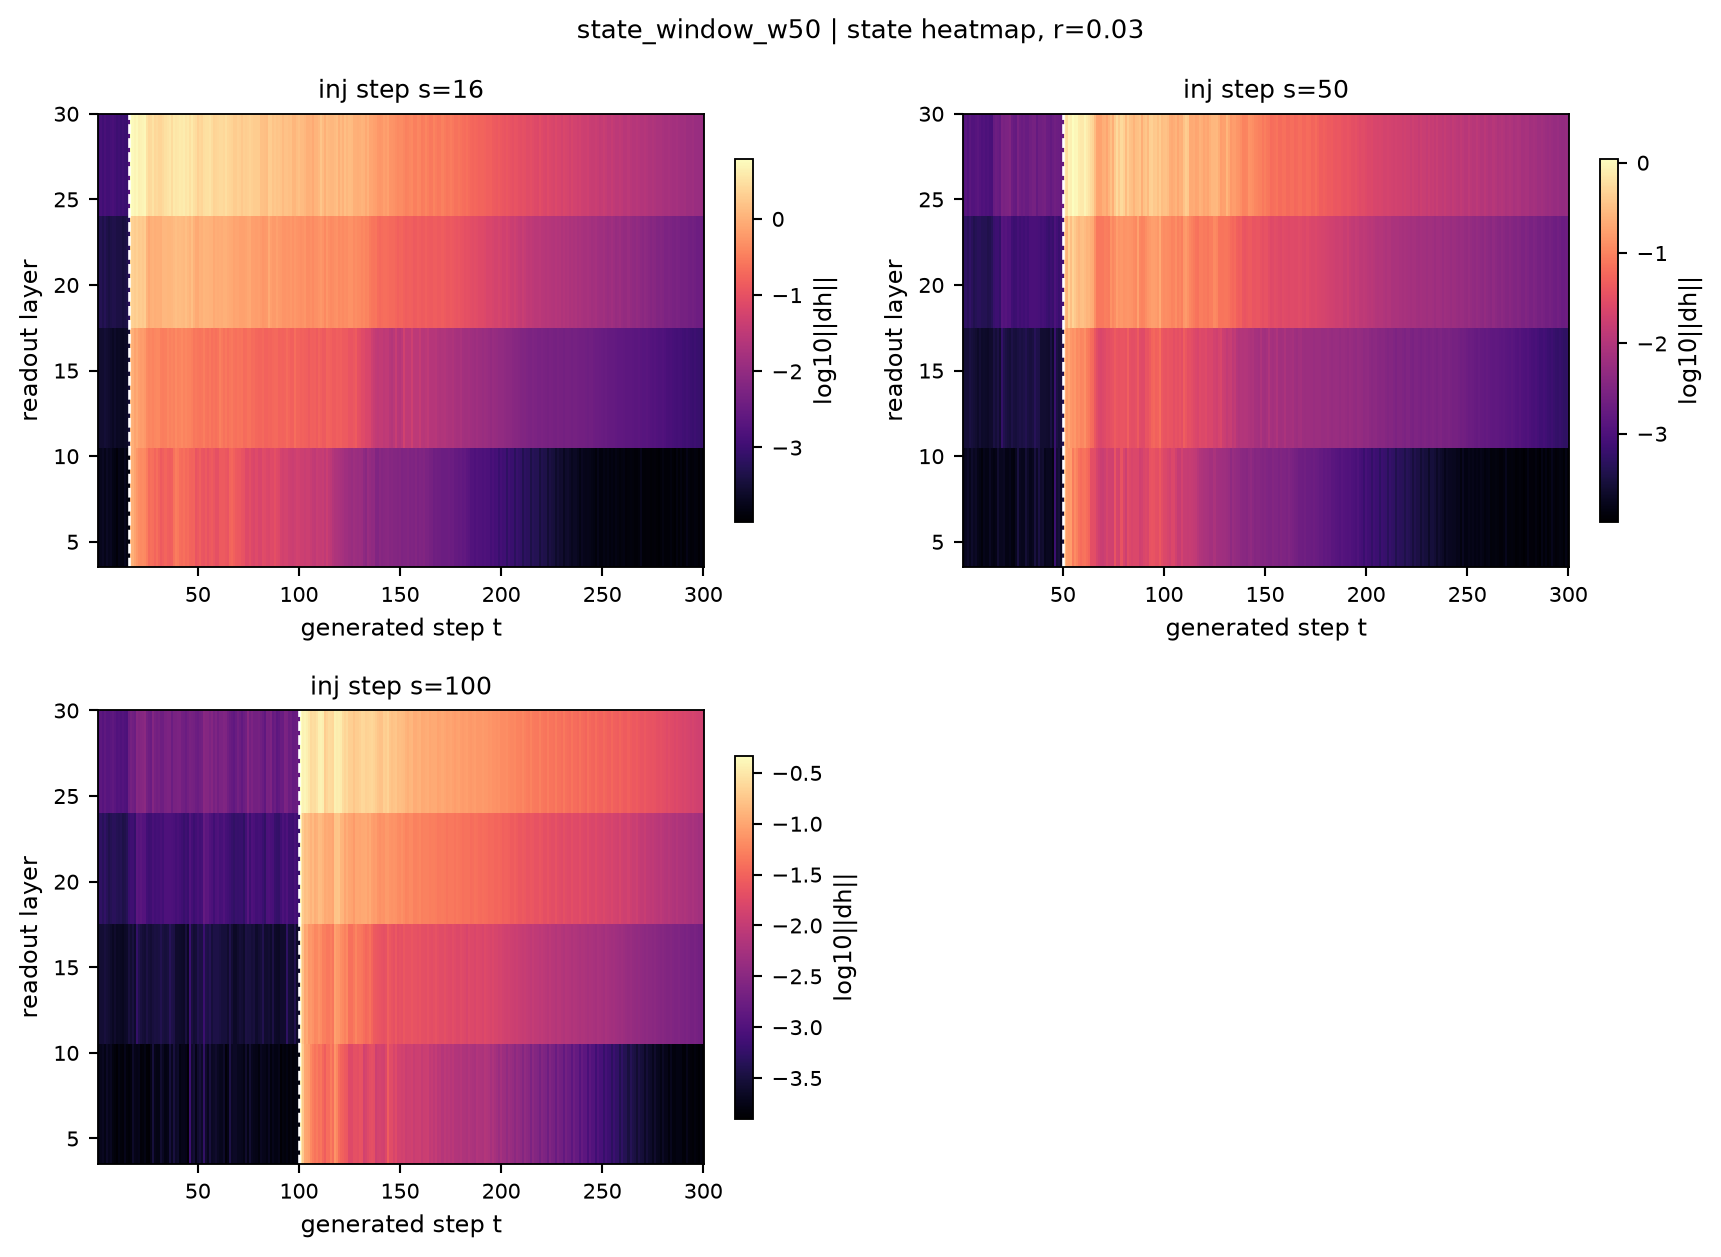 state_window_w50 | state heatmap, r=0.03
inj step s=16
30
25
20
15
10
5
readout layer
50 100 150 200 250 300
generated step t
0
−1
−2
−3
log10||dh||
inj step s=50
30
25
20
15
10
5
readout layer
50 100 150 200 250 300
generated step t
0
−1
−2
−3
log10||dh||
inj step s=100
30
25
20
15
10
5
readout layer
50 100 150 200 250 300
generated step t
−0.5
−1.0
−1.5
−2.0
−2.5
−3.0
−3.5
log10||dh||